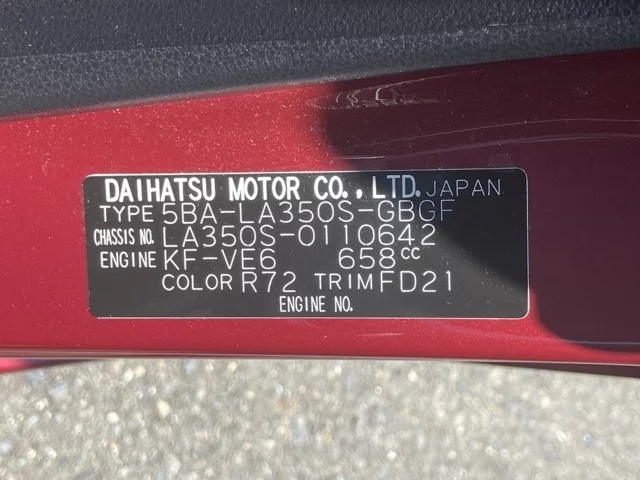 DAIHATSU MOTOR CO., LTD. JAPAN
TYPE 5BA-LA350S-GBGF
CHASSIS NO. LA350S-0110642
ENGINE KF-VE6 658cc
COLOR R72 TRIM FD21
ENGINE NO.